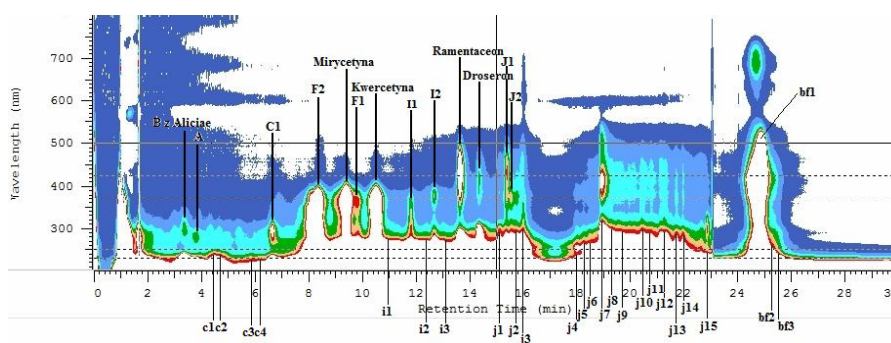 Ramentaceon
Mirycetyna
J1
Droseron
Kwercetyna
F2
F1
I1
I2
J2
bf1
B z Aliciae
A
C1
Wavelength (nm)
700
600
500
400
300
0 2 4 6 8 10 12 14 16 18 20 22 24 26 28 30
Retention Time (min)
c1c2
c3c4
i1
i2
i3
j1
j2
i3
j4
j5
j6
j7
j8
j9
j10
j11
j12
j13
j14
j15
bf2
bf3